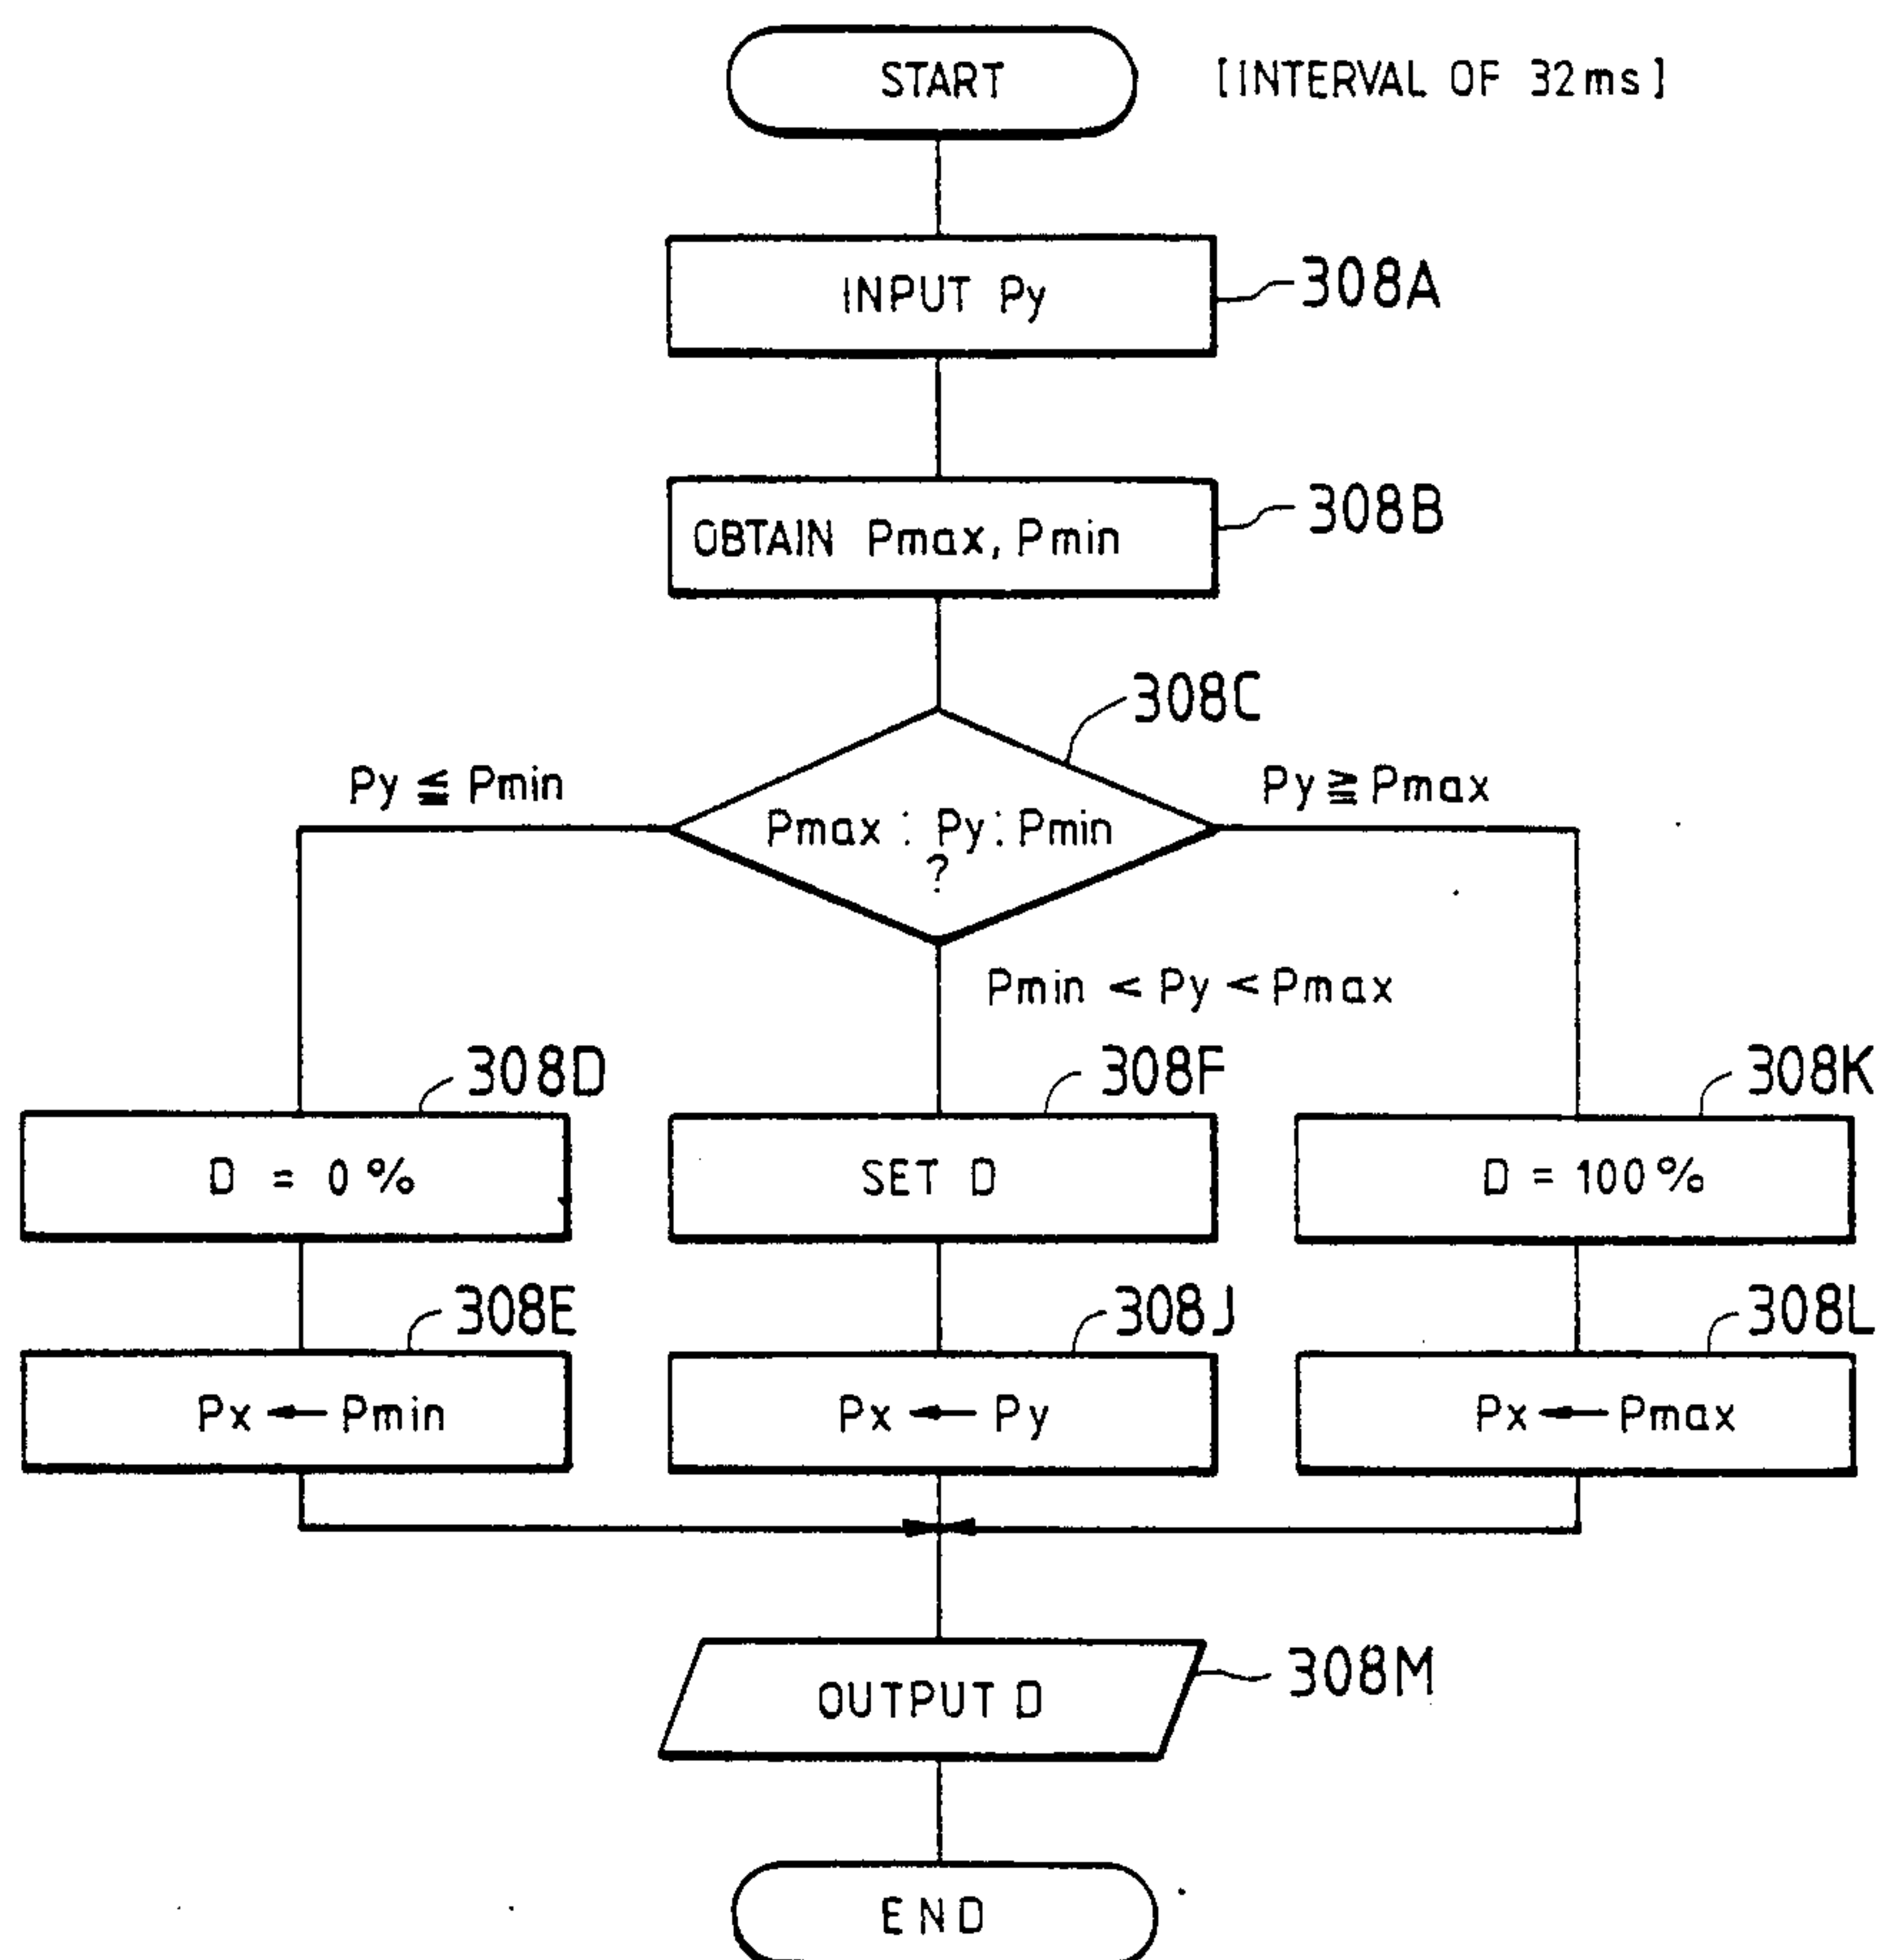 START
[INTERVAL OF 32ms]
INPUT Py
308A
OBTAIN Pmax, Pmin
308B
308C
Py ≦ Pmin
Pmax : Py : Pmin
?
Py ≧ Pmax
Pmin < Py < Pmax
308D
308F
308K
D = 0 %
SET D
D = 100 %
308E
308J
308L
Px ← Pmin
Px ← Py
Px ← Pmax
OUTPUT D
308M
END